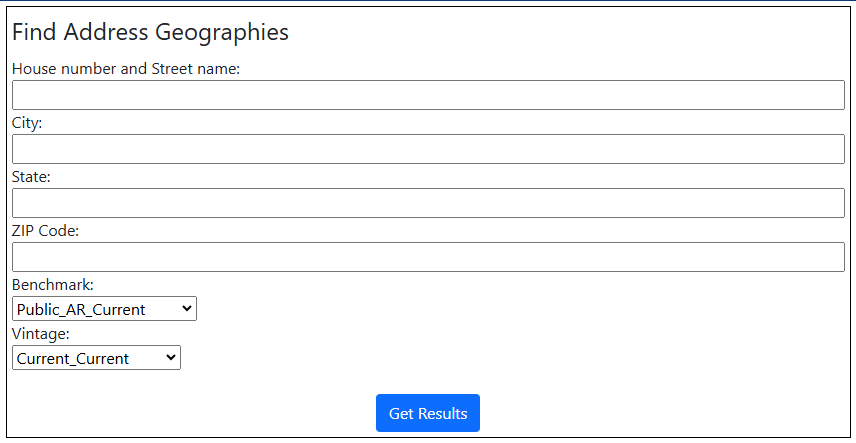 Find Address Geographies
House number and Street name:
City:
State:
ZIP Code:
Benchmark:
Public_AR_Current
Vintage:
Current_Current
Get Results